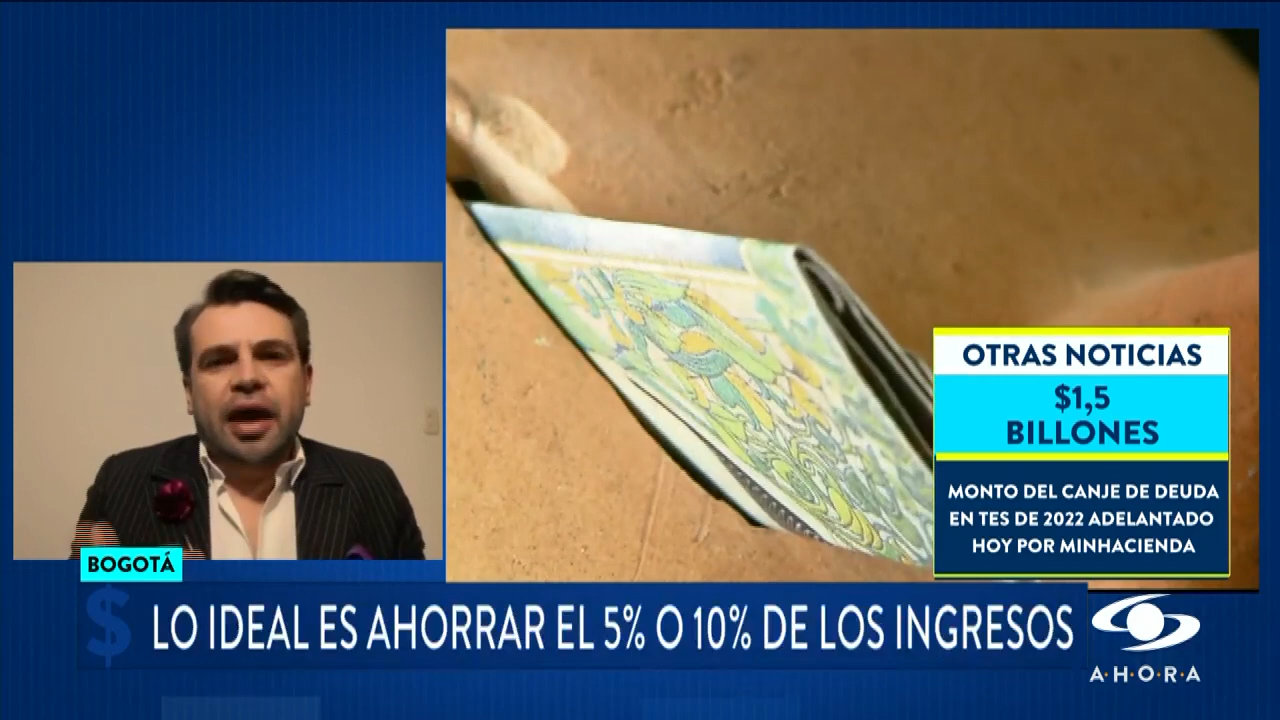 OTRAS NOTICIAS
$1,5
BILLONES
MONTO DEL CANJE DE DEUDA
EN TES DE 2022 ADELANTADO
HOY POR MINHACIENDA
BOGOTÁ
$ LO IDEAL ES AHORRAR EL 5% O 10% DE LOS INGRESOS
A·H·O·R·A